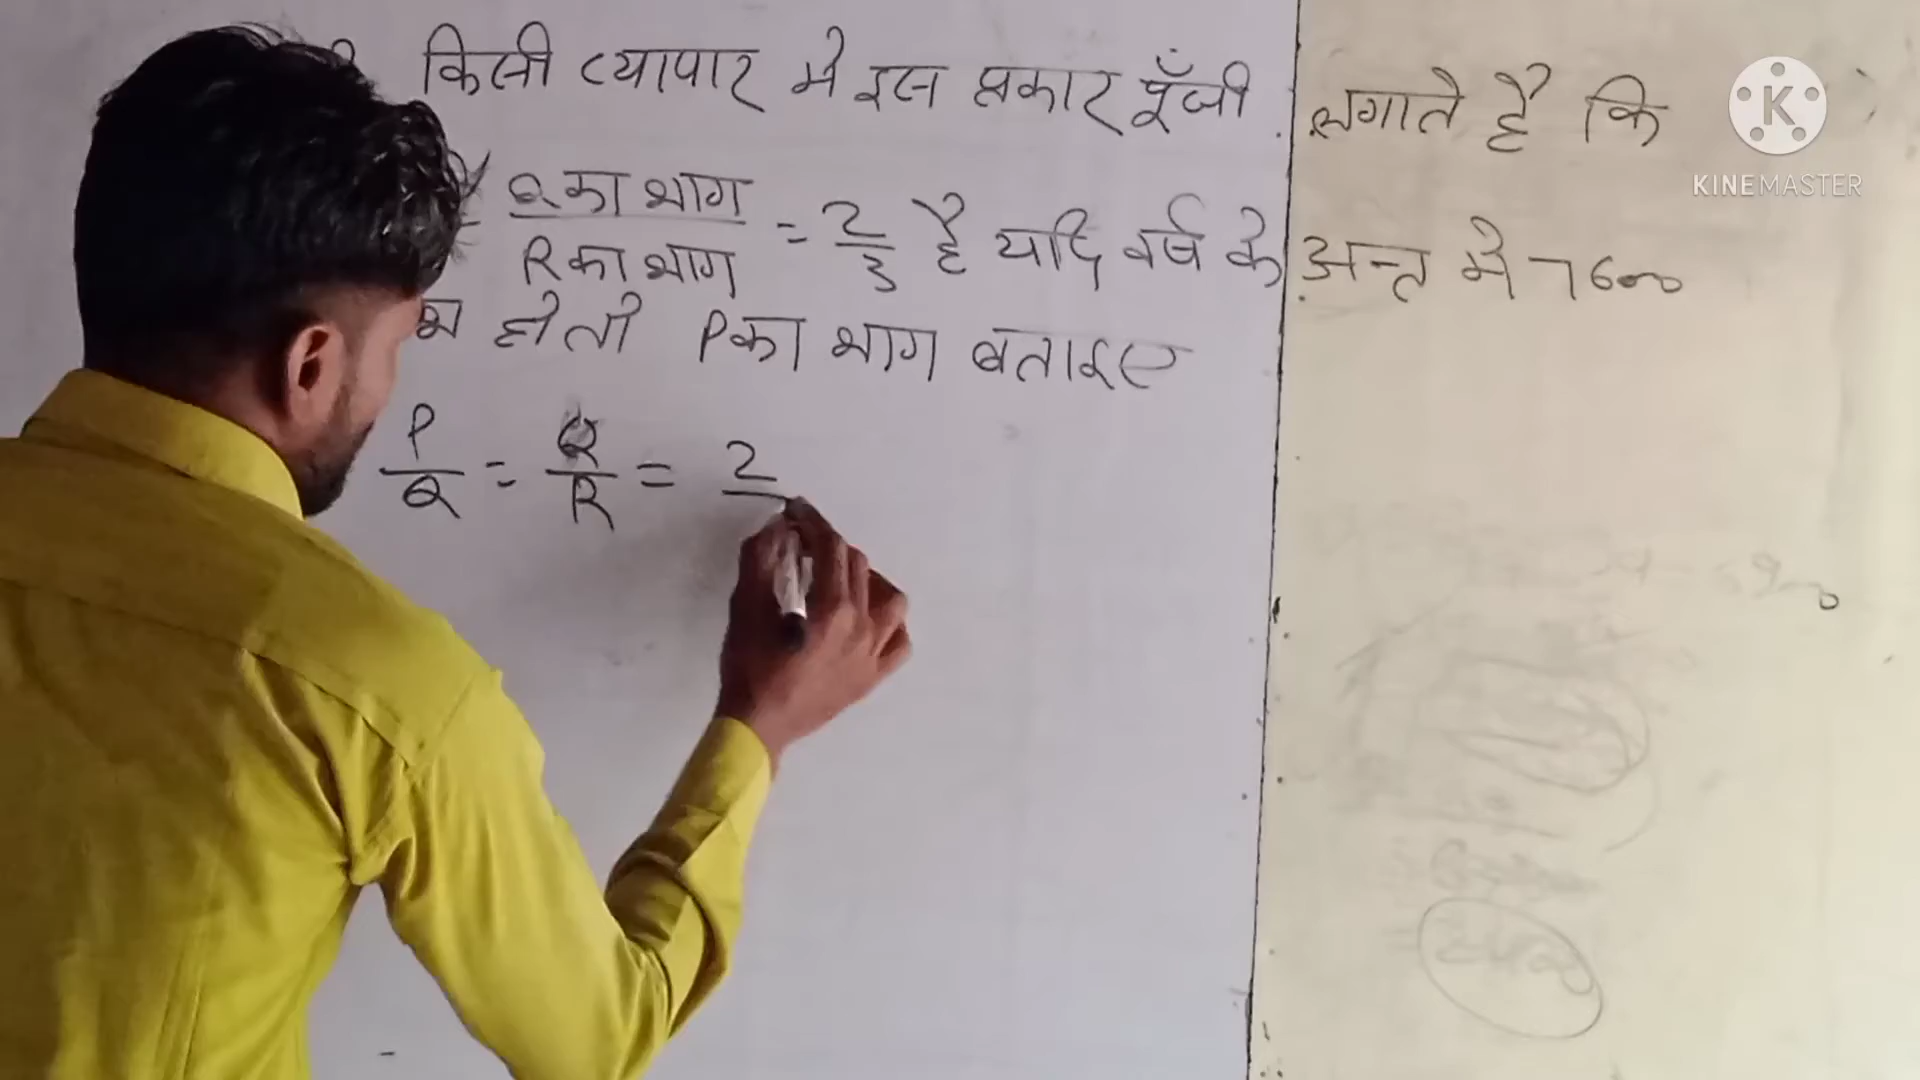 किसी व्यापार मे इस प्रकार पूँजी लगाते है कि
= Q का भाग / R का भाग = 2/3 है यदि वर्ष के अन्त मे 7600
हो तो P का भाग बताइए
P/Q = Q/R = 2
KINEMASTER